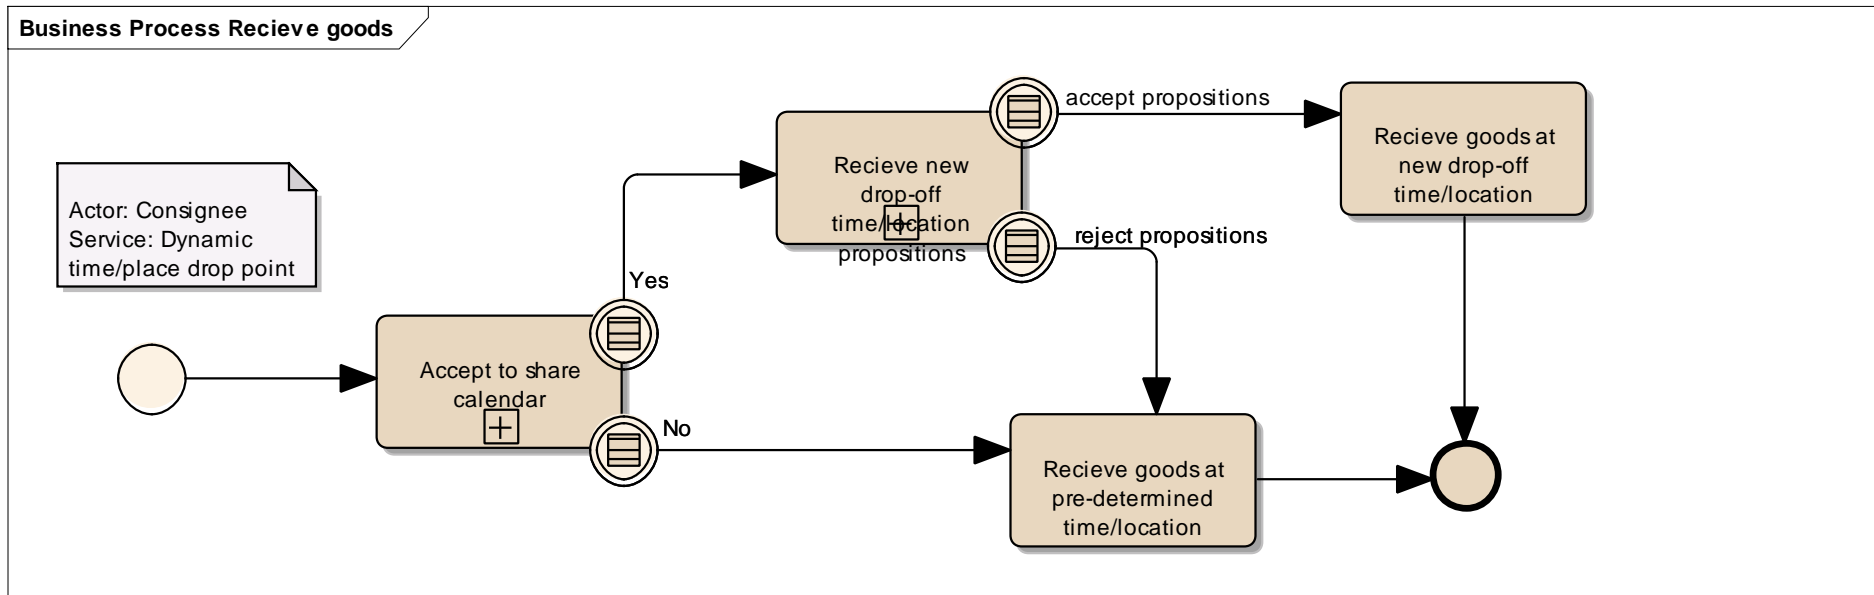 Business Process Recieve goods
Actor: Consignee
Service: Dynamic
time/place drop point
Accept to share
calendar
Yes
No
Recieve new
drop-off
time/location
propositions
accept propositions
reject propositions
Recieve goods at
new drop-off
time/location
Recieve goods at
pre-determined
time/location